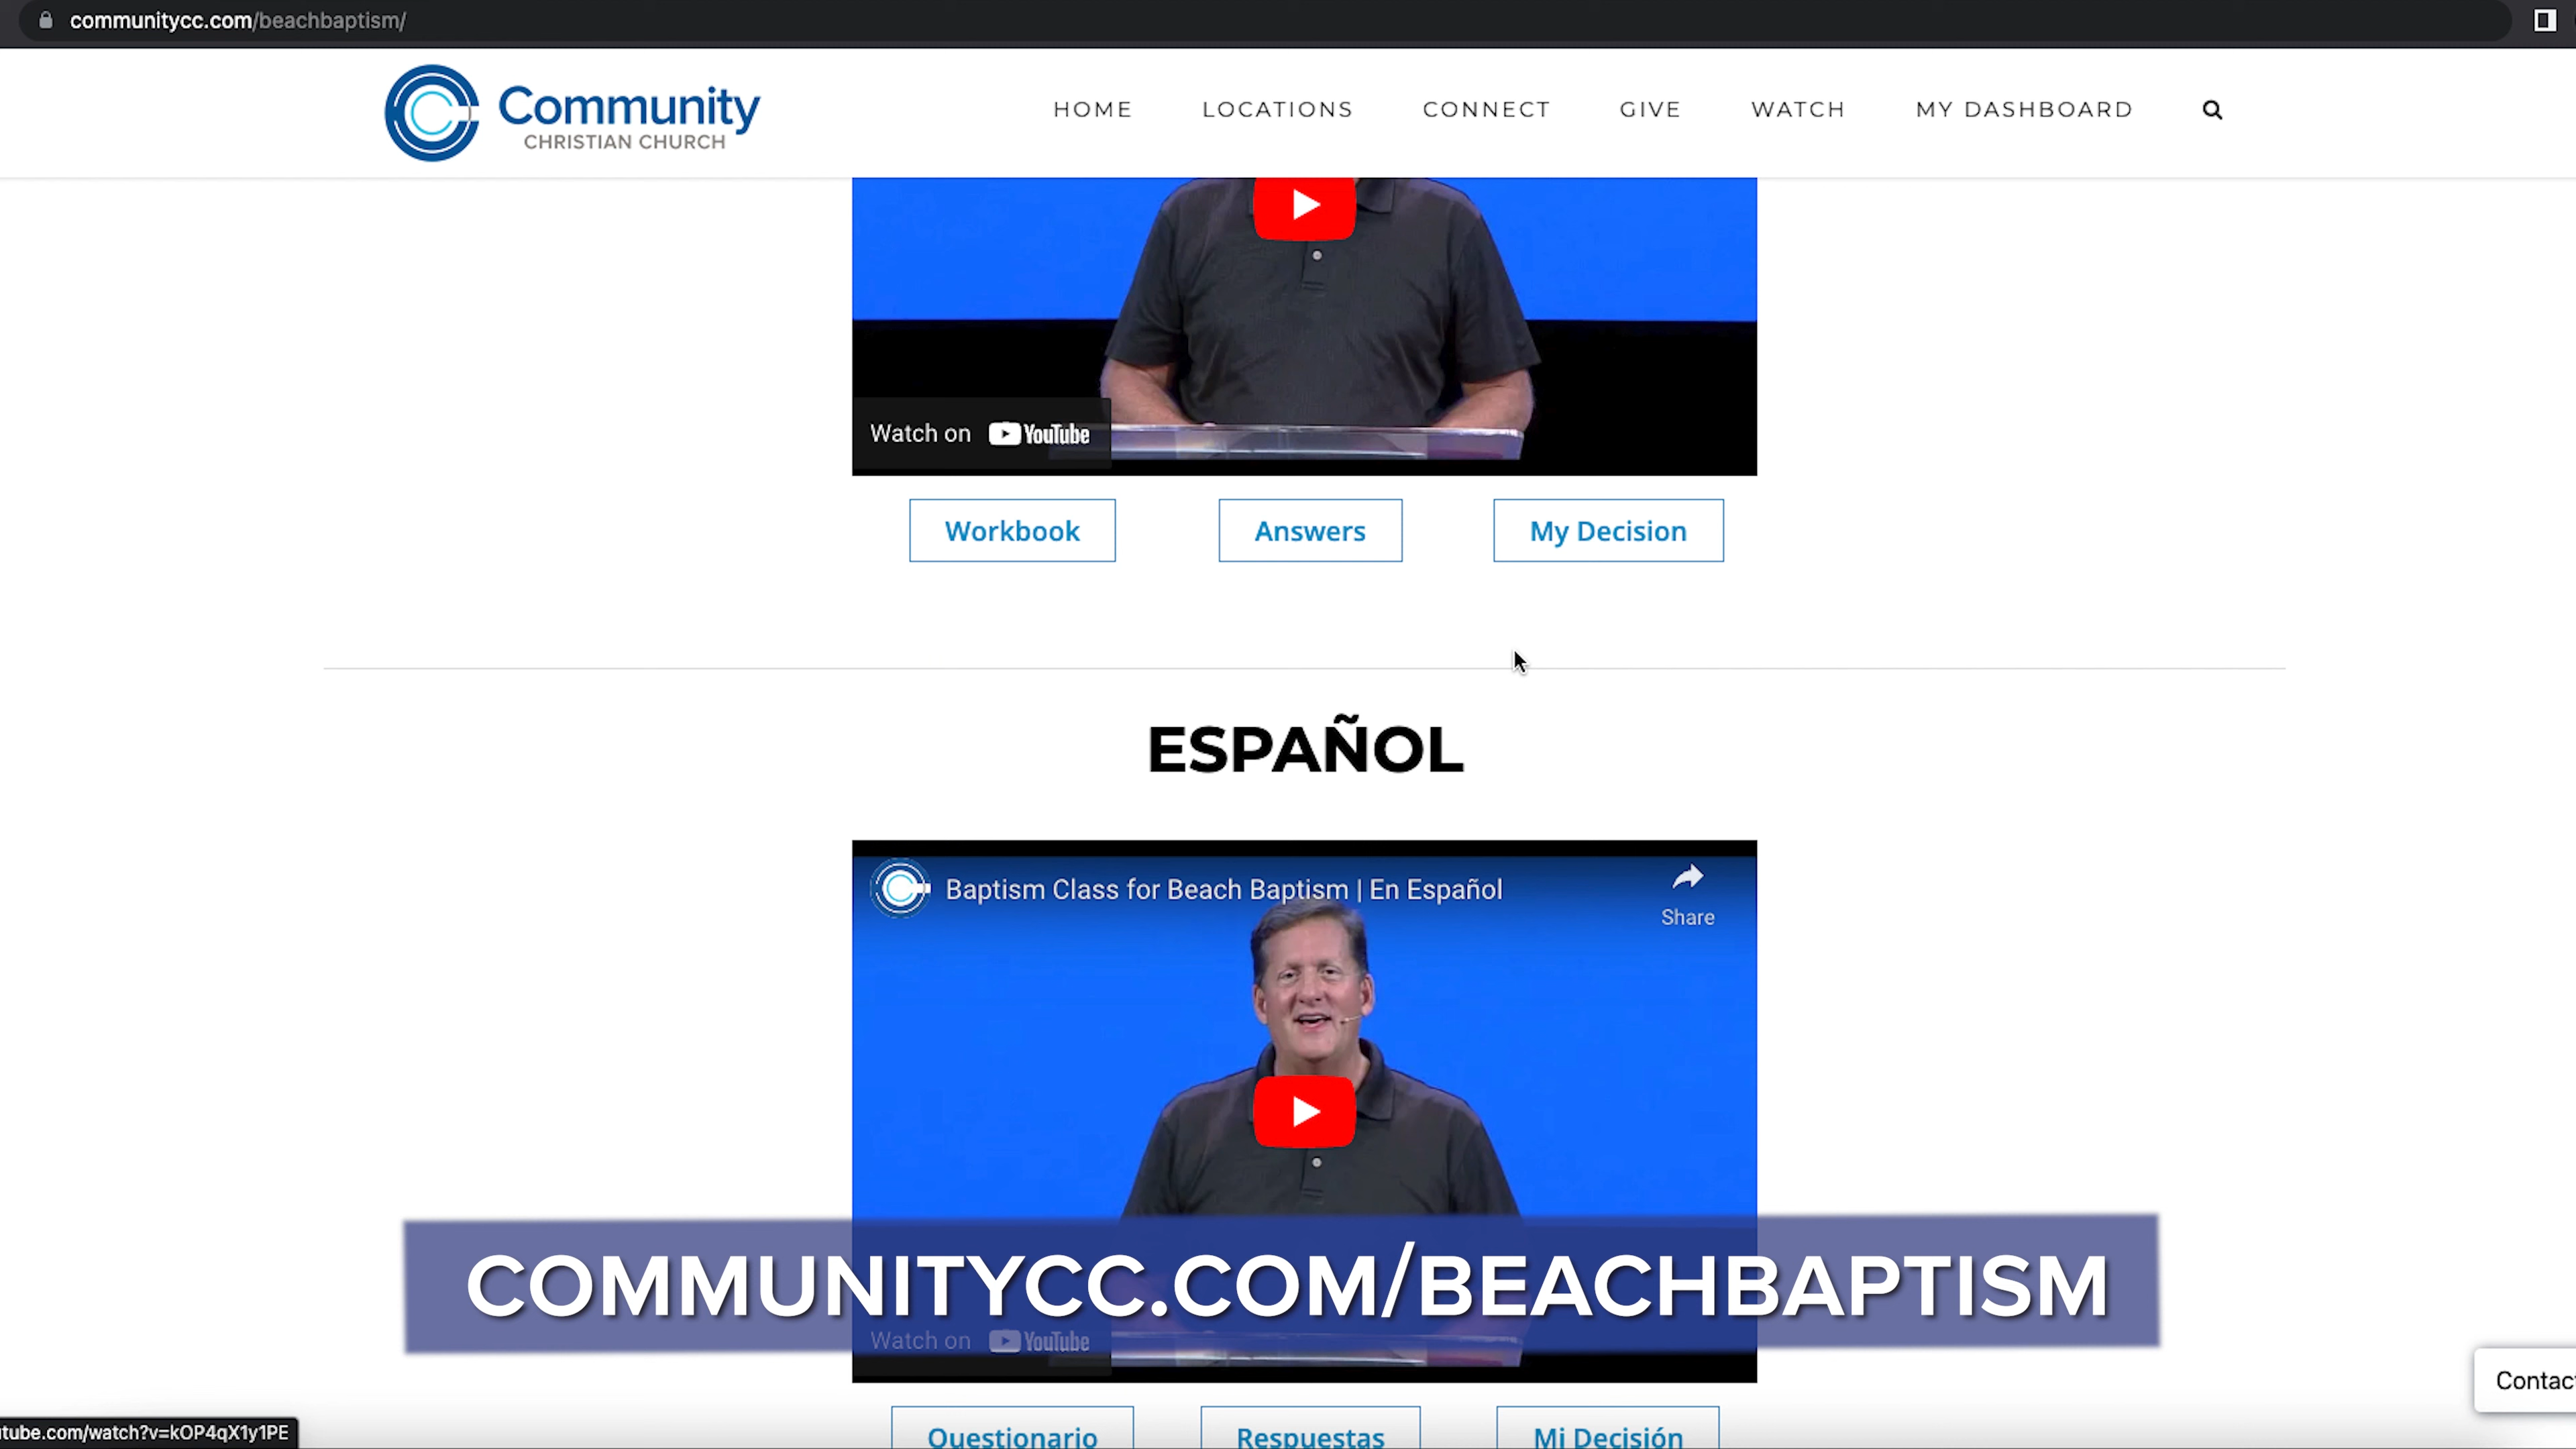 communitycc.com/beachbaptism/
Community
CHRISTIAN CHURCH
HOME LOCATIONS CONNECT GIVE WATCH MY DASHBOARD
Watch on YouTube
Workbook Answers My Decision
ESPAÑOL
Baptism Class for Beach Baptism | En Español
Share
COMMUNITYCC.COM/BEACHBAPTISM
Watch on YouTube
Contac
utube.com/watch?v=kOP4qX1y1PE
Questionario Respuestas Mi Decisión